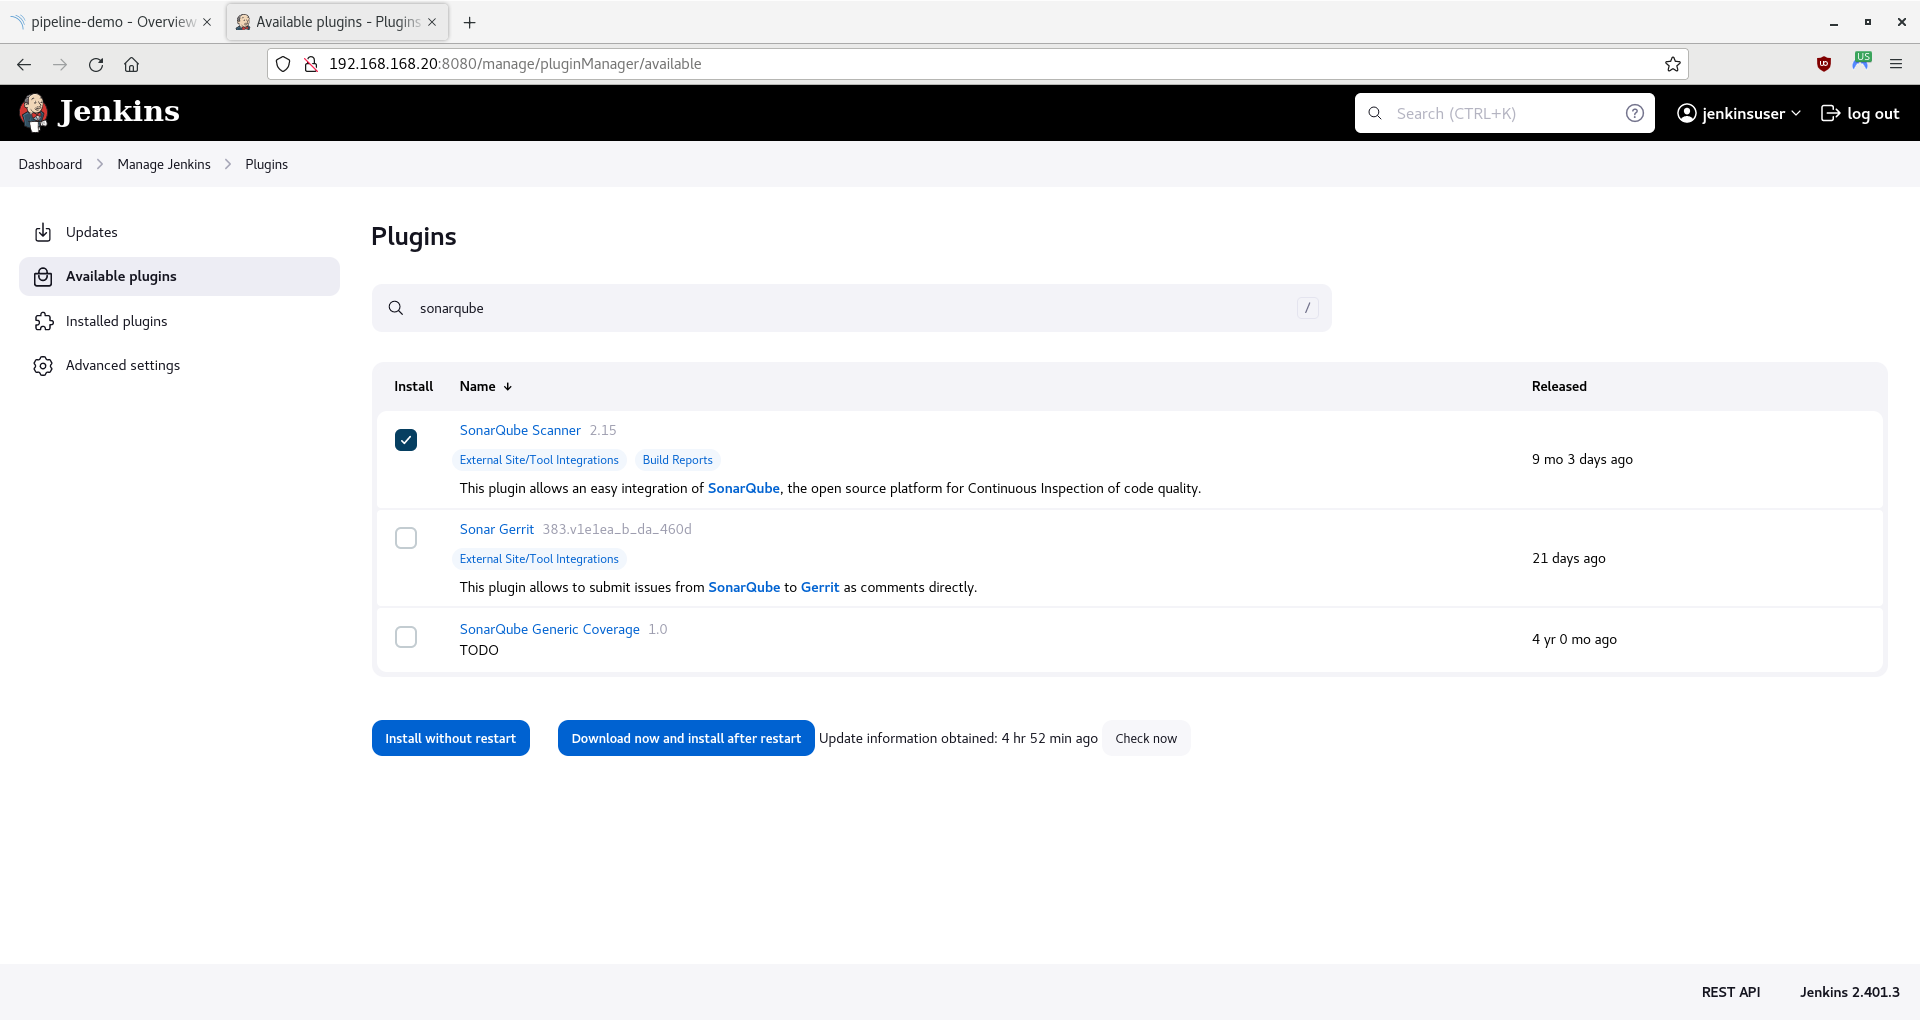 pipeline-demo - Overview
Available plugins - Plugins
192.168.168.20:8080/manage/pluginManager/available
US
Jenkins
Search (CTRL+K)
jenkinsuser
log out
Dashboard
Manage Jenkins
Plugins
Updates
Available plugins
Installed plugins
Advanced settings
Plugins
sonarqube
/
Install Name Released
SonarQube Scanner 2.15
External Site/Tool Integrations Build Reports
This plugin allows an easy integration of SonarQube, the open source platform for Continuous Inspection of code quality.
9 mo 3 days ago
Sonar Gerrit 383.v1e1ea_b_da_460d
External Site/Tool Integrations
This plugin allows to submit issues from SonarQube to Gerrit as comments directly.
21 days ago
SonarQube Generic Coverage 1.0
TODO
4 yr 0 mo ago
Install without restart
Download now and install after restart
Update information obtained: 4 hr 52 min ago
Check now
REST API
Jenkins 2.401.3